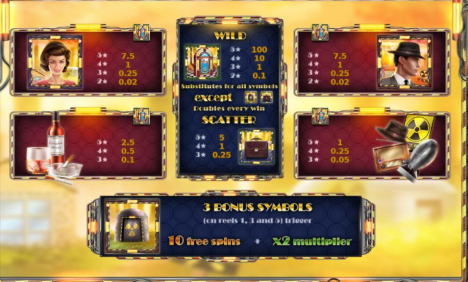 5★ 7.5
4★ 1
3★ 0.25
2★ 0.02
WILD
5★ 100
4★ 10
3★ 1
2★ 0.1
Substitutes for all symbols
except
Doubles every win
SCATTER
5★ 5
4★ 1
3★ 0.25
5★ 7.5
4★ 1
3★ 0.25
2★ 0.02
5★ 2.5
4★ 0.5
3★ 0.1
5★ 1
4★ 0.25
3★ 0.05
3 BONUS SYMBOLS
(on reels 1, 3 and 5) trigger
10 free spins + x2 multiplier